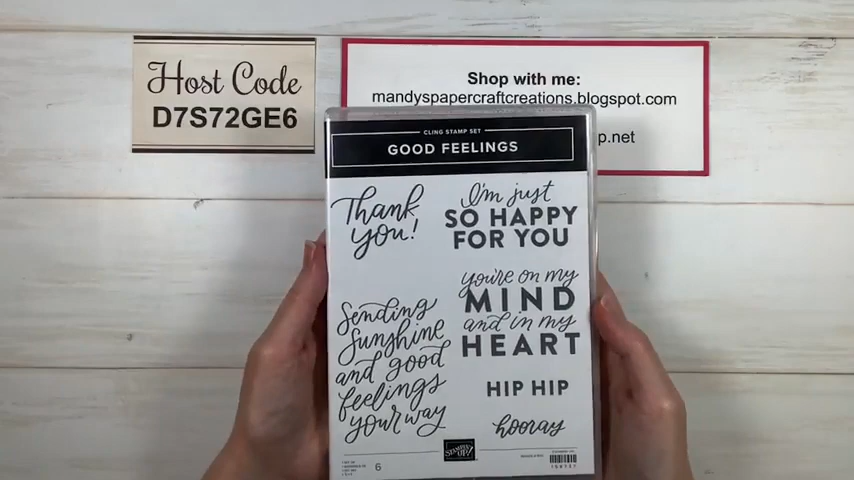 Host Code
D7S72GE6
Shop with me:
mandyspapercraftcreations.blogspot.com
p.net
CLING STAMP SET
GOOD FEELINGS
Thank
you!
I'm just
SO HAPPY
FOR YOU
you're on my
MIND
and in my
HEART
Sending
Sunshine
and good
feelings
your way
HIP HIP
hooray
STAMPIN' UP!
6